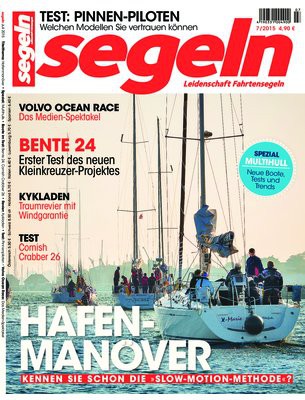 TEST: PINNEN-PILOTEN
Welchen Modellen Sie vertrauen können
segeln
segeln
7/2015 4,90 €
Leidenschaft Fahrtensegeln
VOLVO OCEAN RACE
Das Medien-Spektakel
BENTE 24
Erster Test des neuen
Kleinkreuzer-Projektes
KYKLADEN
Traumrevier mit
Windgarantie
TEST
Cornish
Crabber 26
SPEZIAL
MULTIHULL
Neue Boote,
Tests und
Trends
X-Mania
HAFEN-
MANÖVER
KENNEN SIE SCHON DIE »SLOW-MOTION-METHODE«?